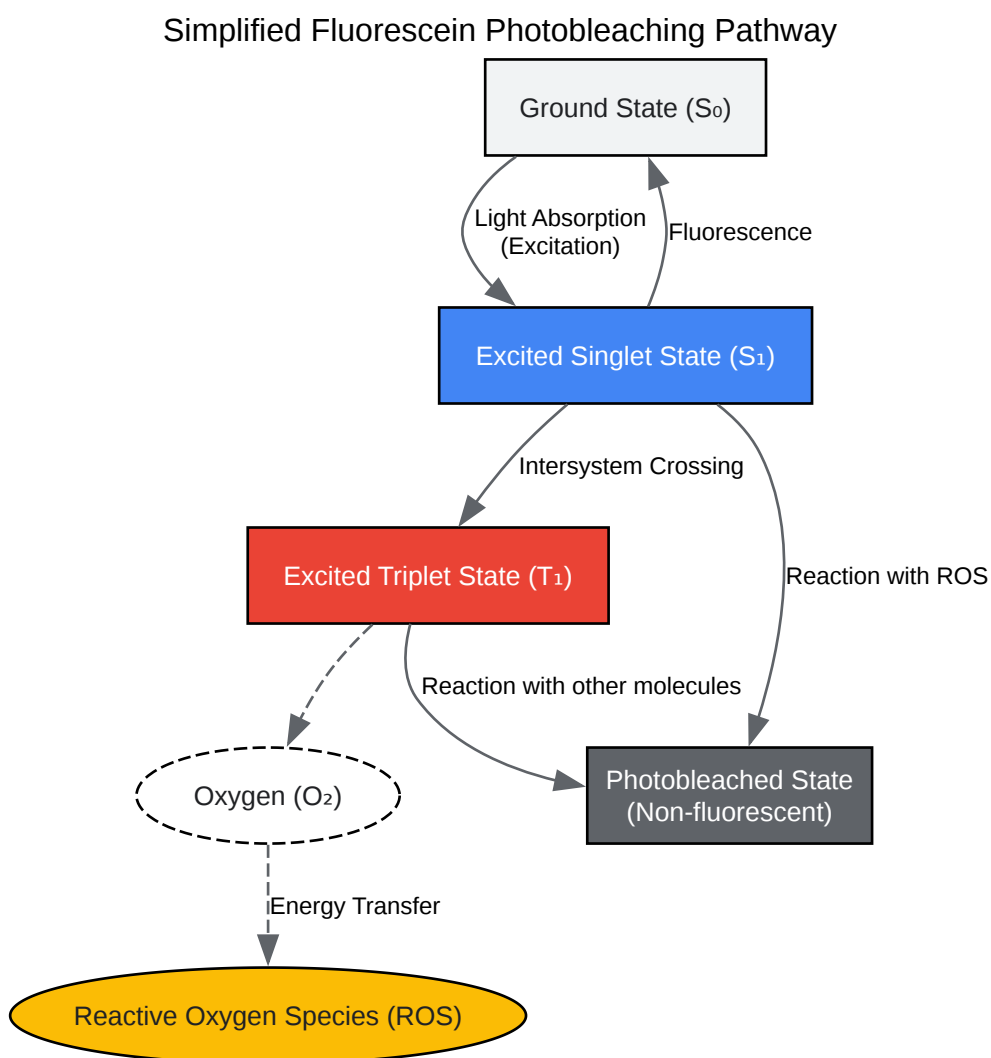 Simplified Fluorescein Photobleaching Pathway
Ground State (S₀)
Light Absorption
(Excitation)
Fluorescence
Excited Singlet State (S₁)
Intersystem Crossing
Excited Triplet State (T₁)
Reaction with ROS
Reaction with other molecules
Oxygen (O₂)
Photobleached State
(Non-fluorescent)
Energy Transfer
Reactive Oxygen Species (ROS)